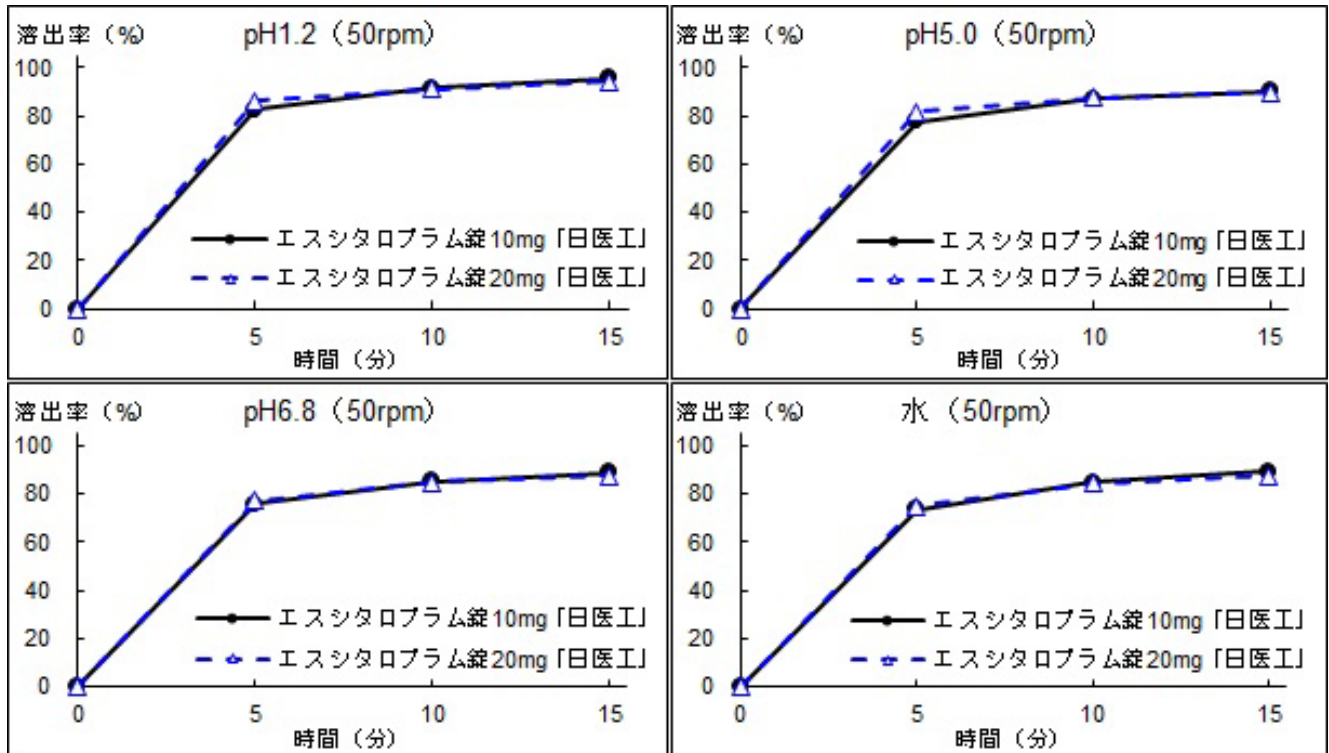 溶出率（%） pH1.2（50rpm）
100
80
60
40
20
0
エスシタロプラム錠10mg「日医工」
エスシタロプラム錠20mg「日医工」
0 5 10 15
時間（分）
溶出率（%） pH5.0（50rpm）
100
80
60
40
20
0
エスシタロプラム錠10mg「日医工」
エスシタロプラム錠20mg「日医工」
0 5 10 15
時間（分）
溶出率（%） pH6.8（50rpm）
100
80
60
40
20
0
エスシタロプラム錠10mg「日医工」
エスシタロプラム錠20mg「日医工」
0 5 10 15
時間（分）
溶出率（%） 水（50rpm）
100
80
60
40
20
0
エスシタロプラム錠10mg「日医工」
エスシタロプラム錠20mg「日医工」
0 5 10 15
時間（分）